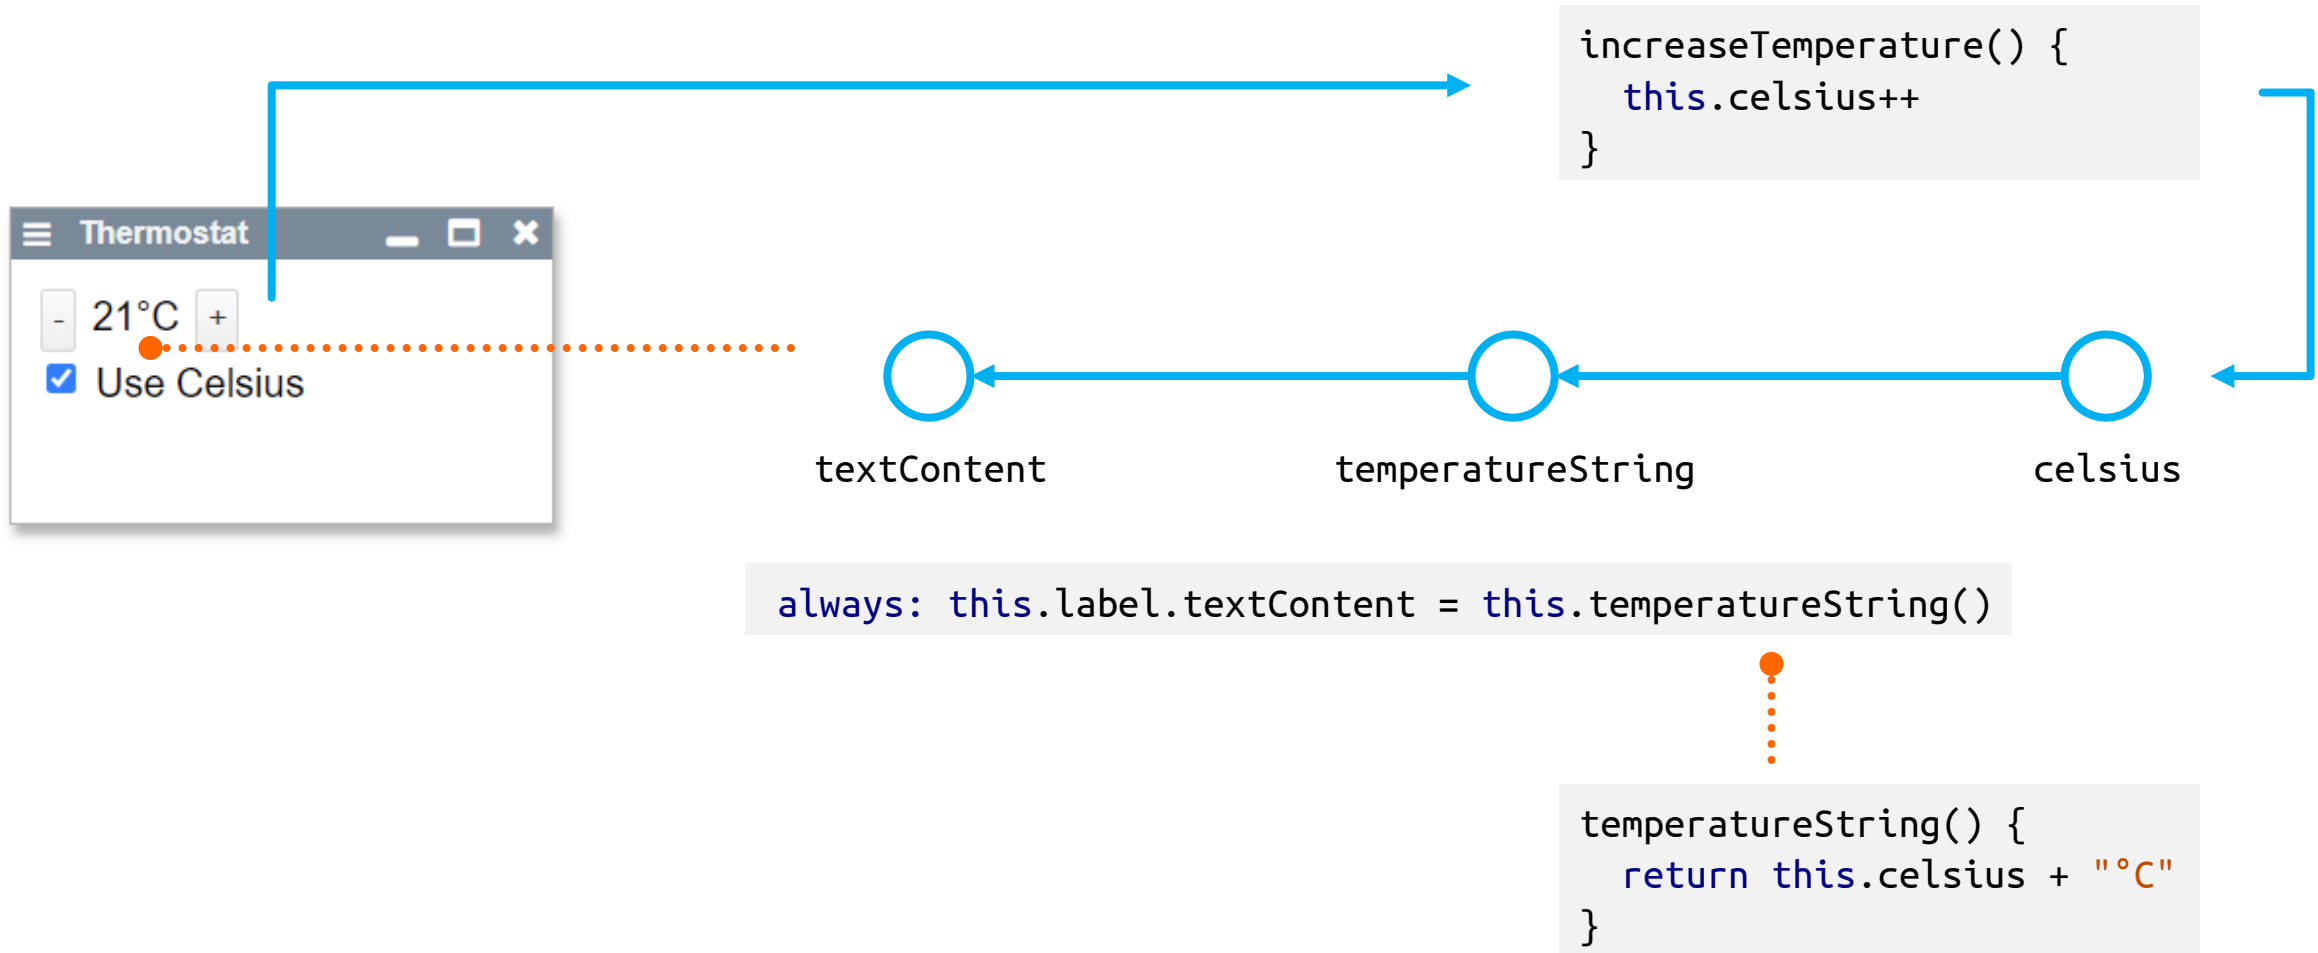 increaseTemperature() {
this.celsius++
}
Thermostat
- 21°C +
Use Celsius
textContent temperatureString celsius
always: this.label.textContent = this.temperatureString()
temperatureString() {
return this.celsius + "°C"
}